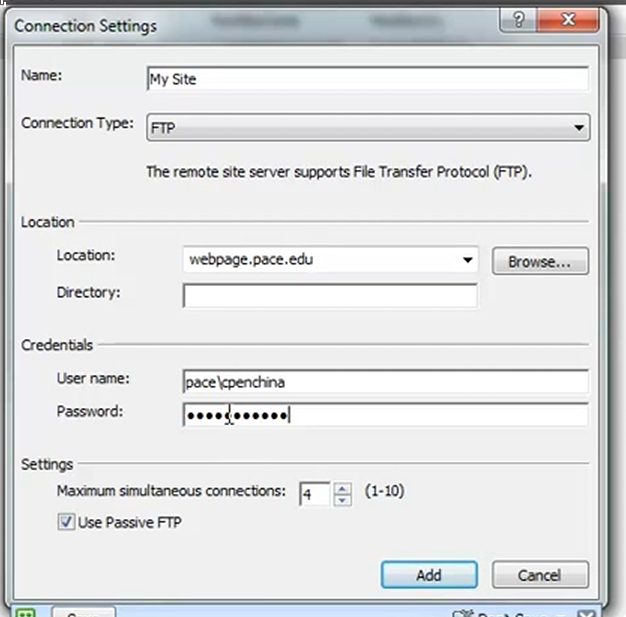 Connection Settings
Name: My Site
Connection Type: FTP
The remote site server supports File Transfer Protocol (FTP).
Location
Location: webpage.pace.edu Browse...
Directory:
Credentials
User name: pace\cpenchina
Password: ●●●●●●●●●●●
Settings
Maximum simultaneous connections: 4 (1-10)
Use Passive FTP
Add Cancel